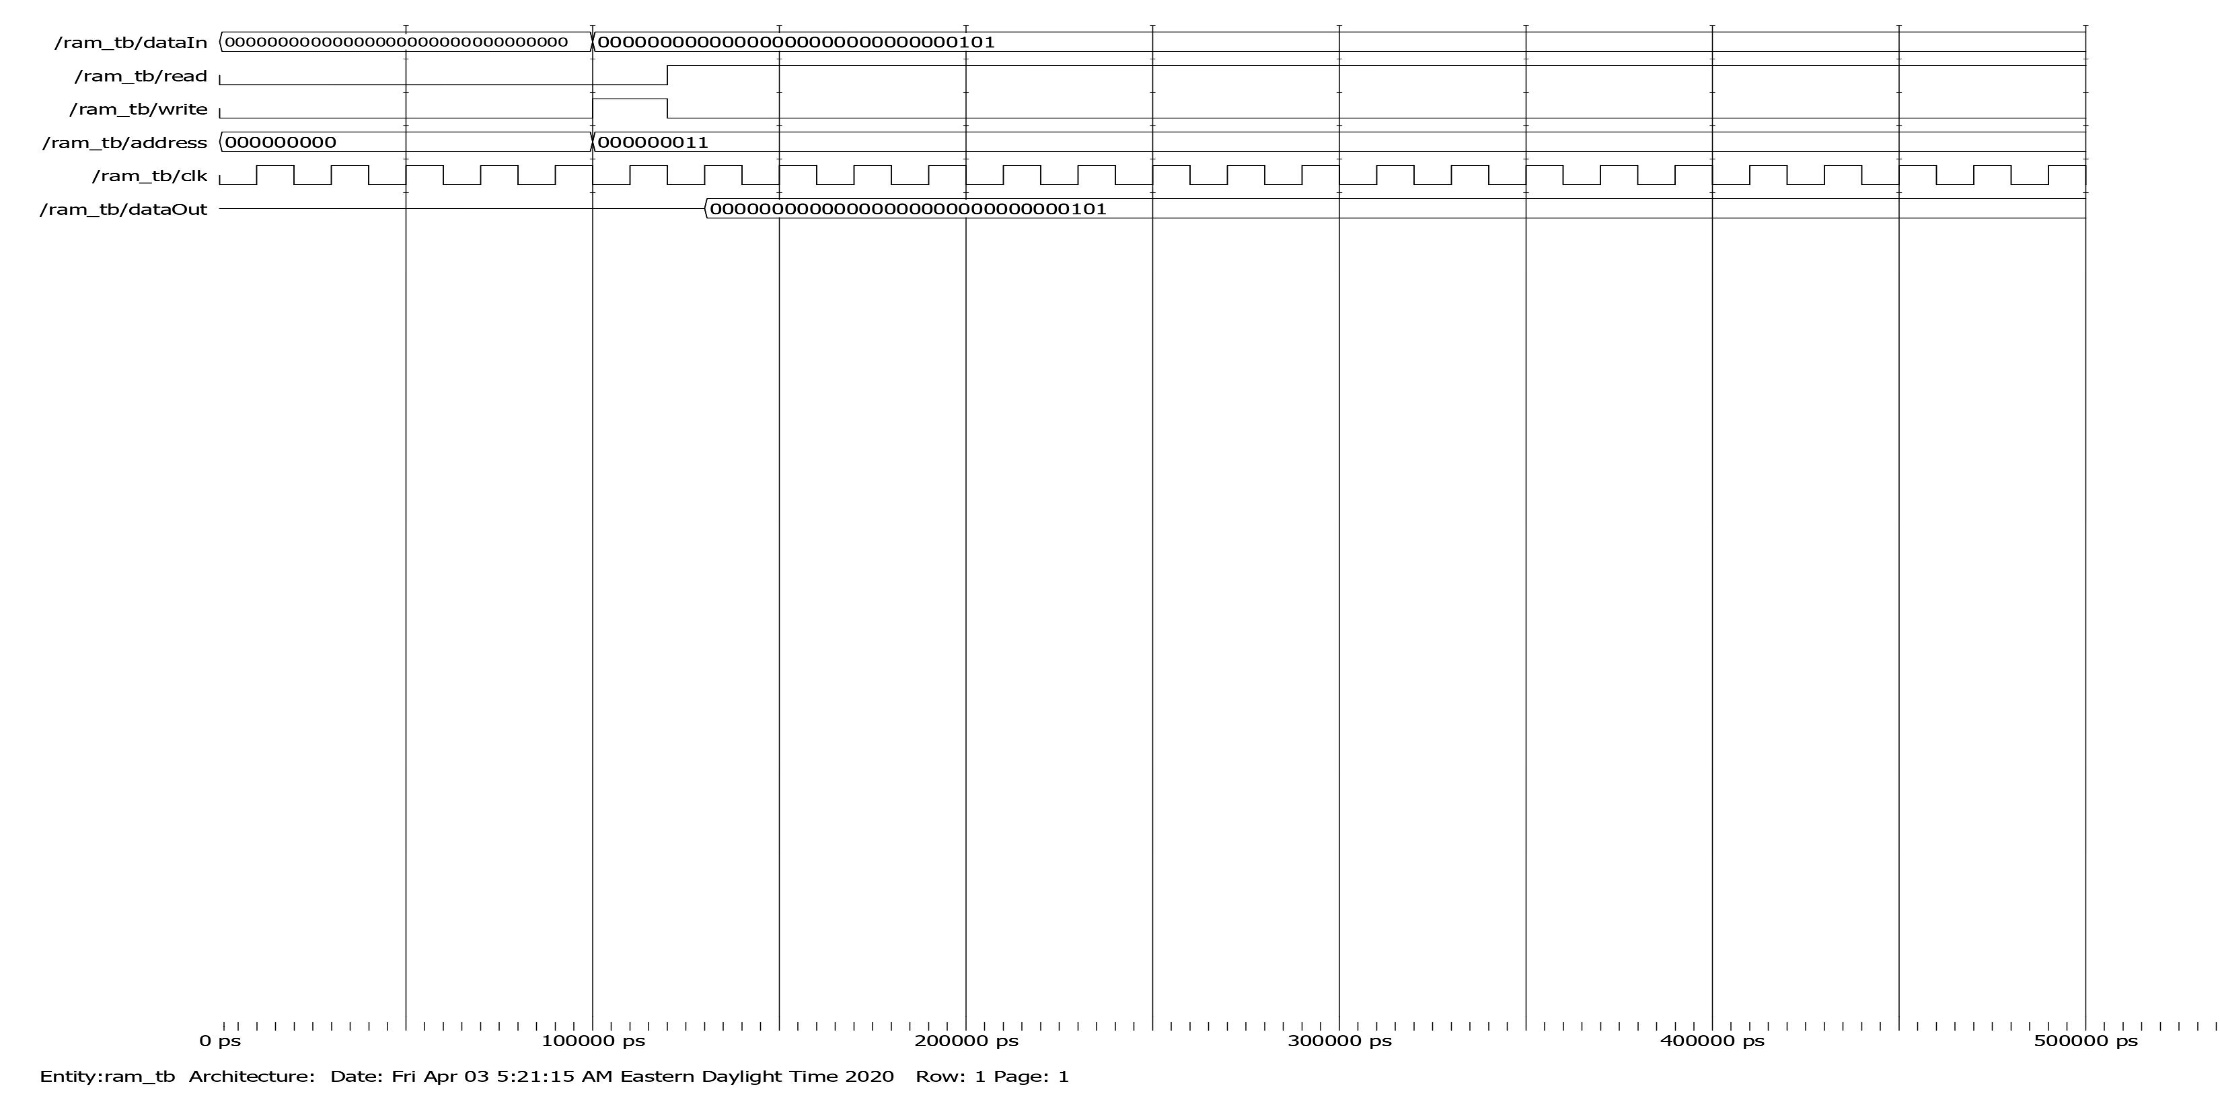 /ram_tb/dataIn 00000000000000000000000000000000 00000000000000000000000000000101
/ram_tb/read
/ram_tb/write
/ram_tb/address 000000000 000000011
/ram_tb/clk
/ram_tb/dataOut 00000000000000000000000000000101
0 ps 100000 ps 200000 ps 300000 ps 400000 ps 500000 ps
Entity:ram_tb Architecture: Date: Fri Apr 03 5:21:15 AM Eastern Daylight Time 2020 Row: 1 Page: 1